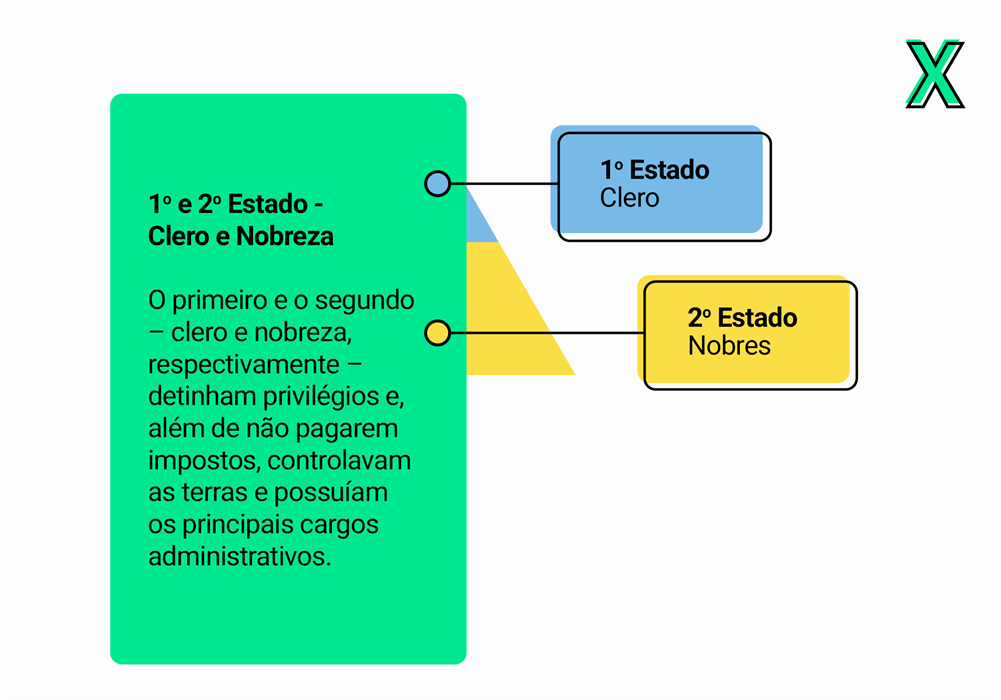 X
1º e 2º Estado -
Clero e Nobreza
O primeiro e o segundo
– clero e nobreza,
respectivamente –
detinham privilégios e,
além de não pagarem
impostos, controlavam
as terras e possuíam
os principais cargos
administrativos.
1º Estado
Clero
2º Estado
Nobres